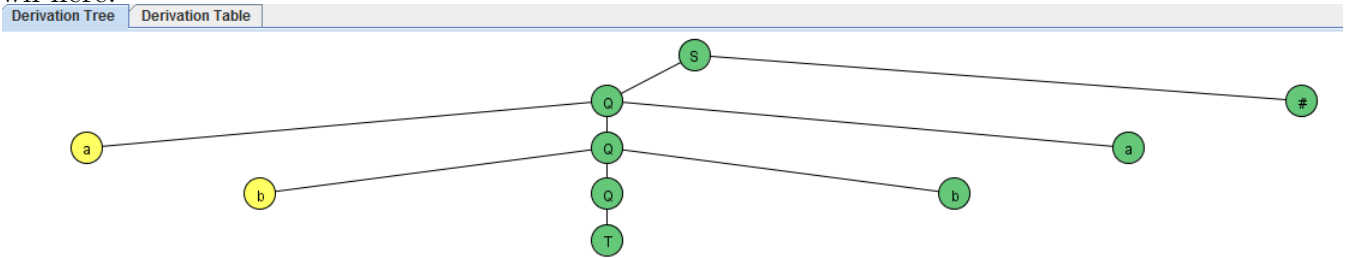 Derivation Tree Derivation Table
S
Q #
a Q a
b Q b
T